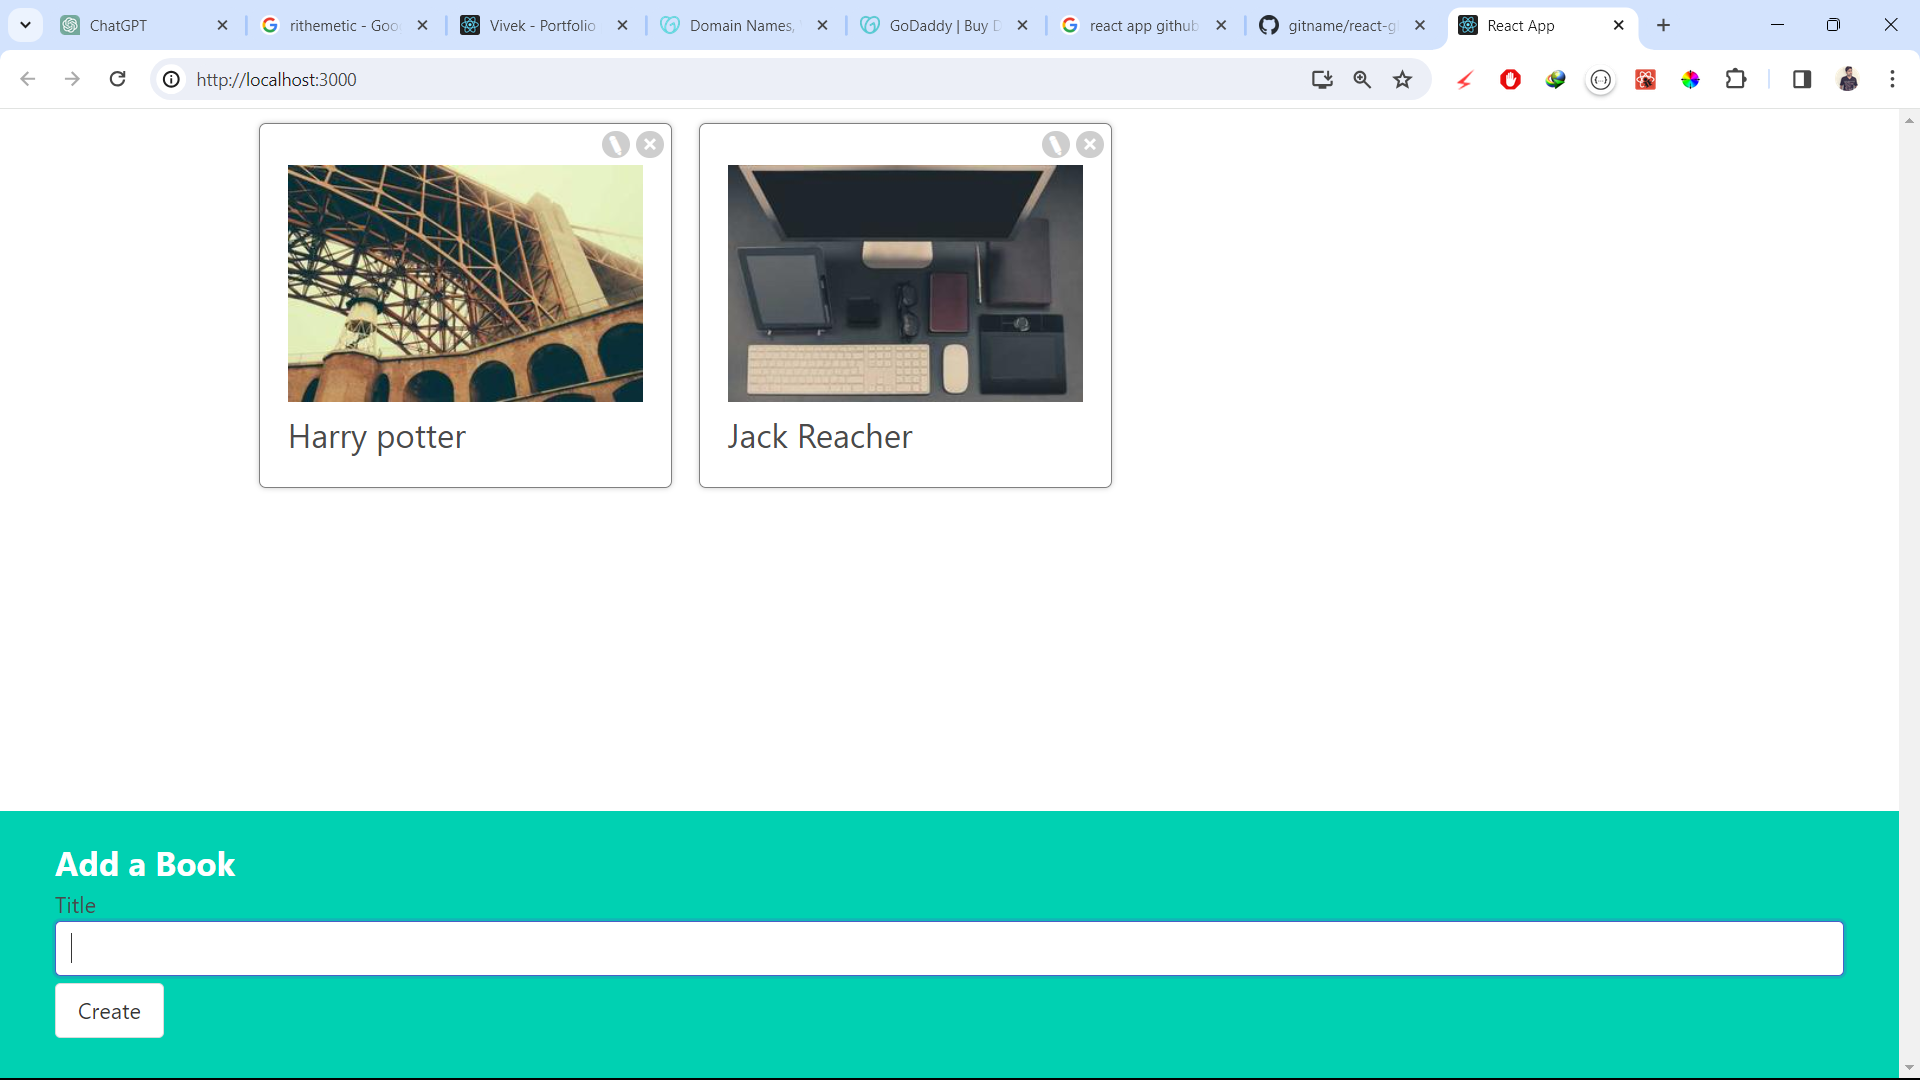 ChatGPT
rithemetic - Goo
Vivek - Portfolio
Domain Names,
GoDaddy | Buy D
react app github
gitname/react-g
React App
http://localhost:3000
Harry potter
Jack Reacher
Add a Book
Title
Create